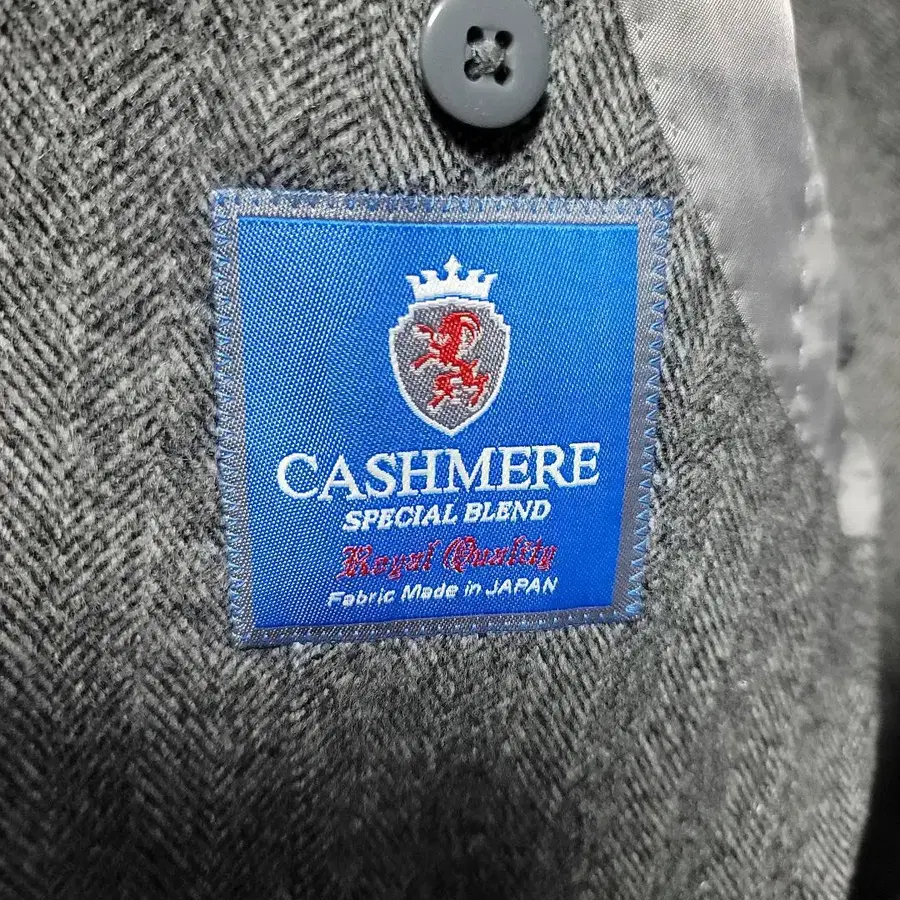 CASHMERE
SPECIAL BLEND
Royal Quality
Fabric Made in JAPAN